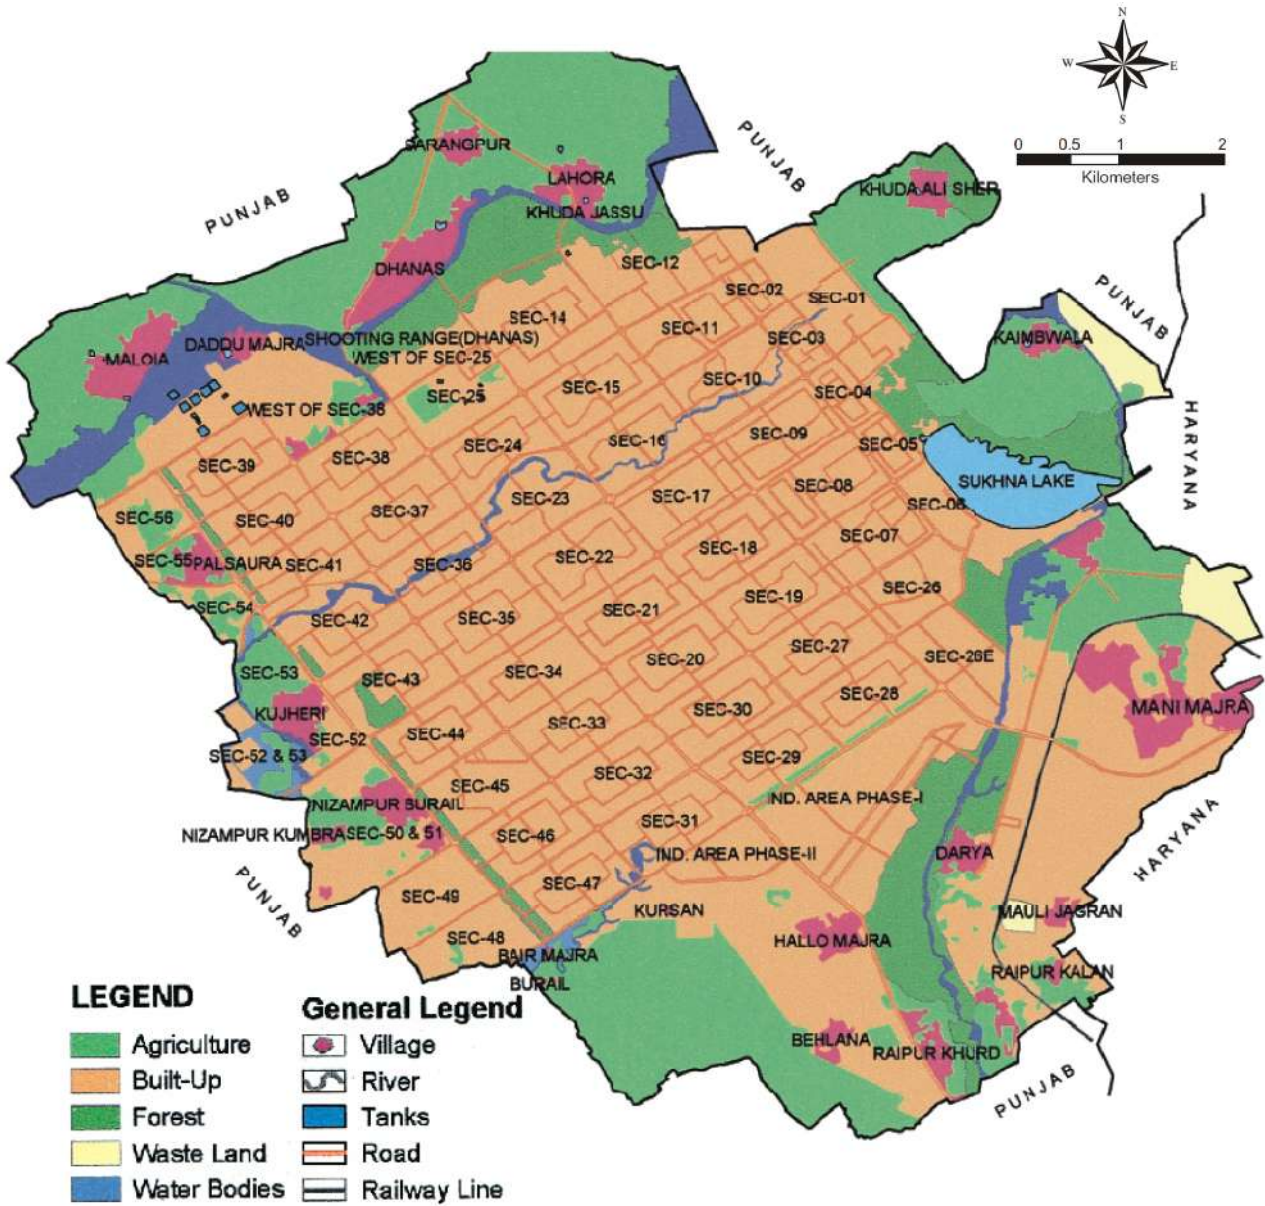 N
W E
S
0 0.5 1 2
Kilometers
PUNJAB
PUNJAB
PUNJAB
HARYANA
HARYANA
PUNJAB
PUNJAB
SARANGPUR
LAHORA
KHUDA JASSU
KHUDA ALI SHER
DHANAS
SEC-12
SEC-02
SEC-01
SEC-14
SEC-11
SEC-03
KAIMBWALA
MALOIA
DADDU MAJRA
SHOOTING RANGE(DHANAS)
WEST OF SEC-25
SEC-25
SEC-15
SEC-10
SEC-04
WEST OF SEC-38
SEC-24
SEC-16
SEC-09
SEC-05
SEC-39
SEC-38
SEC-23
SEC-17
SEC-08
SEC-06
SUKHNA LAKE
SEC-56
SEC-40
SEC-37
SEC-22
SEC-18
SEC-07
SEC-55
PALSAURA
SEC-41
SEC-36
SEC-21
SEC-19
SEC-26
SEC-54
SEC-42
SEC-35
SEC-20
SEC-27
SEC-26E
SEC-53
SEC-43
SEC-34
SEC-30
SEC-28
KUJHERI
SEC-52
SEC-44
SEC-33
SEC-29
MANI MAJRA
SEC-52 & 53
SEC-45
SEC-32
IND. AREA PHASE-I
NIZAMPUR BURAIL
NIZAMPUR KUMBRA
SEC-50 & 51
SEC-46
SEC-31
IND. AREA PHASE-II
DARYA
SEC-49
SEC-47
KURSAN
MAULI JAGRAN
SEC-48
HALLO MAJRA
BAIR MAJRA
RAIPUR KALAN
BURAIL
BEHLANA
RAIPUR KHURD
LEGEND
Agriculture
Built-Up
Forest
Waste Land
Water Bodies
General Legend
Village
River
Tanks
Road
Railway Line